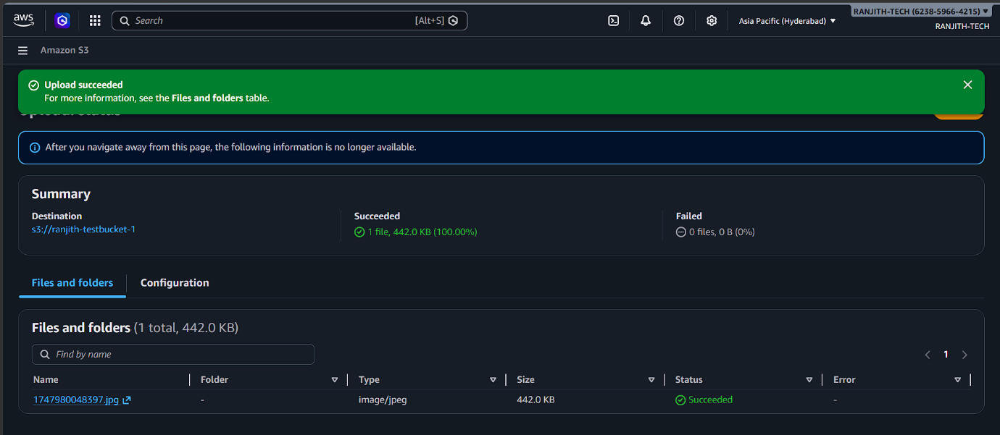 aws
Search
[Alt+S]
Asia Pacific (Hyderabad)
RANJITH-TECH (6238-5966-4215)
RANJITH-TECH
Amazon S3
Upload succeeded
For more information, see the Files and folders table.
Upload: status
After you navigate away from this page, the following information is no longer available.
Summary
Destination
s3://ranjith-testbucket-1
Succeeded
1 file, 442.0 KB (100.00%)
Failed
0 files, 0 B (0%)
Files and folders
Configuration
Files and folders (1 total, 442.0 KB)
Find by name
1
Name
Folder
Type
Size
Status
Error
1747980048397.jpg
-
image/jpeg
442.0 KB
Succeeded
-